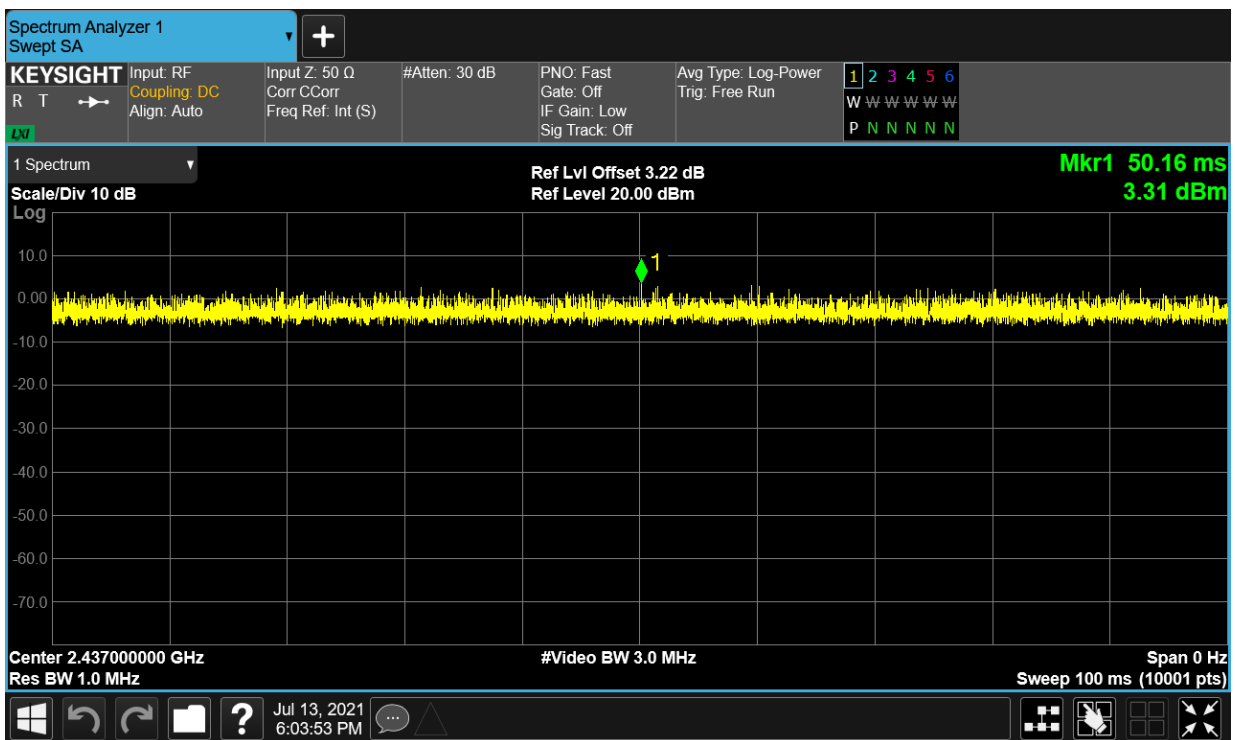 Spectrum Analyzer 1
Swept SA
KEYSIGHT
R T
LXI
Input: RF
Coupling: DC
Align: Auto
Input Z: 50 Ω
Corr CCorr
Freq Ref: Int (S)
#Atten: 30 dB
PNO: Fast
Gate: Off
IF Gain: Low
Sig Track: Off
Avg Type: Log-Power
Trig: Free Run
1 2 3 4 5 6
W W W W W W
P N N N N N
1 Spectrum
Scale/Div 10 dB
Log
Ref Lvl Offset 3.22 dB
Ref Level 20.00 dBm
Mkr1 50.16 ms
3.31 dBm
1
10.0
0.00
-10.0
-20.0
-30.0
-40.0
-50.0
-60.0
-70.0
Center 2.437000000 GHz
Res BW 1.0 MHz
#Video BW 3.0 MHz
Span 0 Hz
Sweep 100 ms (10001 pts)
?
Jul 13, 2021
6:03:53 PM